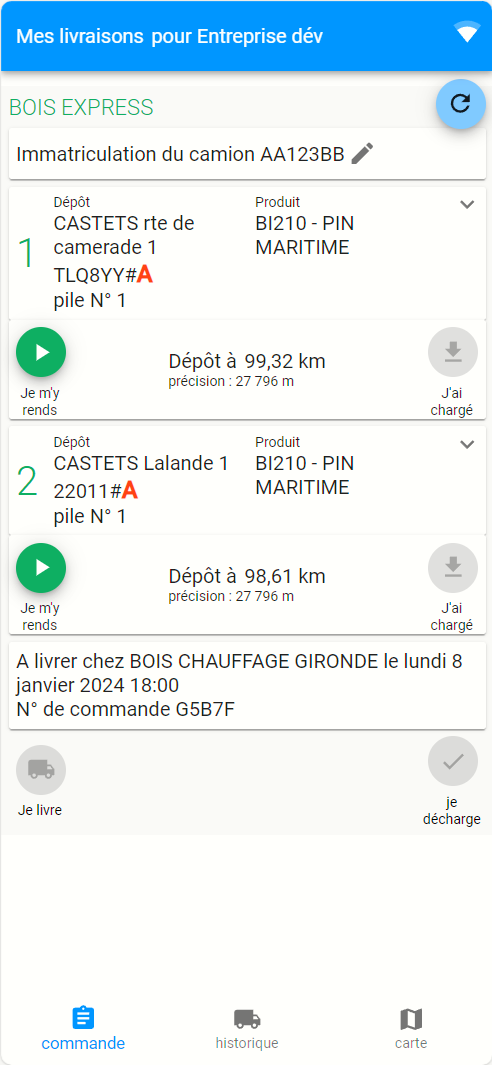 Mes livraisons pour Entreprise dév
BOIS EXPRESS
Immatriculation du camion AA123BB
1
Dépôt
CASTETS rte de
camerade 1
TLQ8YY#A
pile N° 1
Produit
BI210 - PIN
MARITIME
Je m'y
rends
Dépôt à 99,32 km
précision : 27 796 m
J'ai
chargé
2
Dépôt
CASTETS Lalande 1
22011#A
pile N° 1
Produit
BI210 - PIN
MARITIME
Je m'y
rends
Dépôt à 98,61 km
précision : 27 796 m
J'ai
chargé
A livrer chez BOIS CHAUFFAGE GIRONDE le lundi 8
janvier 2024 18:00
N° de commande G5B7F
Je livre
je
décharge
commande
historique
carte